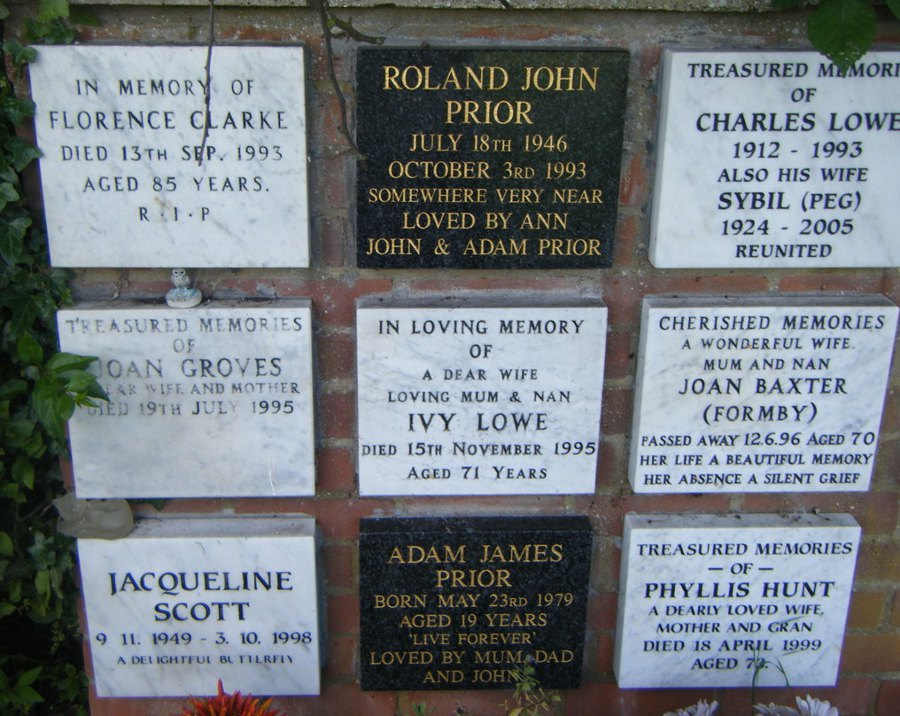 IN MEMORY OF
FLORENCE CLARKE
DIED 13TH SEP. 1993
AGED 85 YEARS.
R · I · P
ROLAND JOHN
PRIOR
JULY 18TH 1946
OCTOBER 3RD 1993
SOMEWHERE VERY NEAR
LOVED BY ANN
JOHN & ADAM PRIOR
TREASURED MEMORI
OF
CHARLES LOWE
1912 - 1993
ALSO HIS WIFE
SYBIL (PEG)
1924 - 2005
REUNITED
TREASURED MEMORIES
OF
JOAN GROVES
DEAR WIFE AND MOTHER
DIED 19TH JULY 1995
IN LOVING MEMORY
OF
A DEAR WIFE
LOVING MUM & NAN
IVY LOWE
DIED 15TH NOVEMBER 1995
AGED 71 YEARS
CHERISHED MEMORIES
A WONDERFUL WIFE
MUM AND NAN
JOAN BAXTER
(FORMBY)
PASSED AWAY 12.6.96 AGED 70
HER LIFE A BEAUTIFUL MEMORY
HER ABSENCE A SILENT GRIEF
JACQUELINE
SCOTT
9 11. 1949 - 3. 10. 1998
A DELIGHTFUL BUTTERFLY
ADAM JAMES
PRIOR
BORN MAY 23RD 1979
AGED 19 YEARS
'LIVE FOREVER'
LOVED BY MUM, DAD
AND JOHN
TREASURED MEMORIES
— OF —
PHYLLIS HUNT
A DEARLY LOVED WIFE,
MOTHER AND GRAN
DIED 18 APRIL 1999
AGED 73.